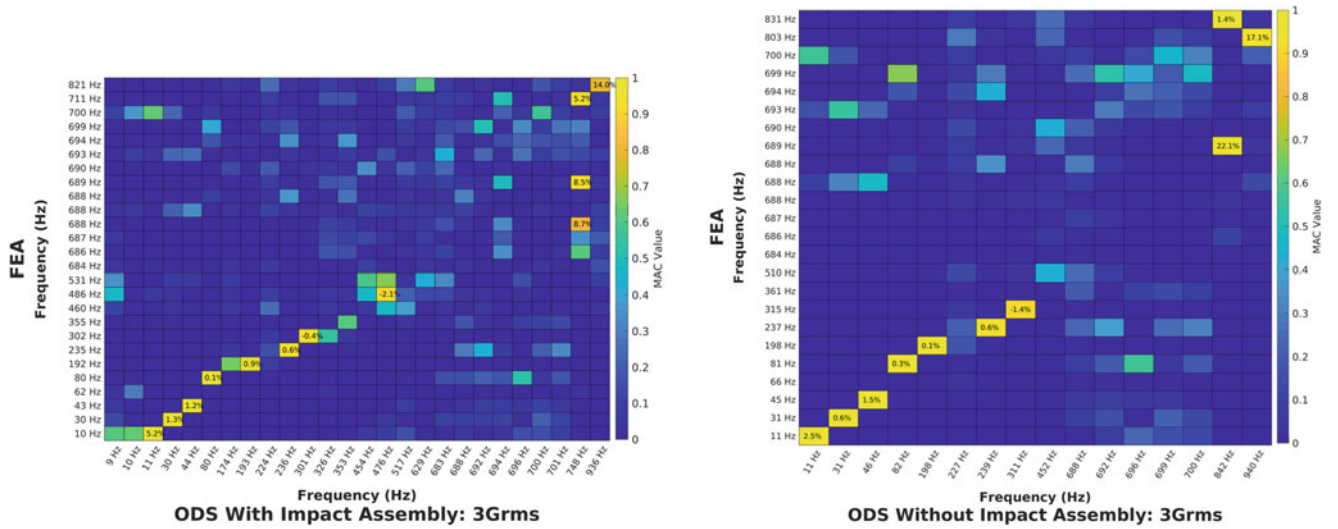 821 Hz
711 Hz
700 Hz
699 Hz
694 Hz
693 Hz
690 Hz
689 Hz
688 Hz
688 Hz
688 Hz
687 Hz
686 Hz
684 Hz
531 Hz
486 Hz
460 Hz
355 Hz
302 Hz
235 Hz
192 Hz
80 Hz
62 Hz
43 Hz
30 Hz
10 Hz
FEA
Frequency (Hz)
14.0%
5.2%
8.5%
8.7%
-2.1%
-0.4%
0.6%
0.9%
0.1%
1.2%
1.3%
5.2%
9 Hz
10 Hz
11 Hz
30 Hz
44 Hz
80 Hz
174 Hz
193 Hz
224 Hz
236 Hz
301 Hz
326 Hz
353 Hz
454 Hz
476 Hz
517 Hz
629 Hz
683 Hz
688 Hz
692 Hz
694 Hz
696 Hz
700 Hz
701 Hz
748 Hz
936 Hz
Frequency (Hz)
ODS With Impact Assembly: 3Grms
1
0.9
0.8
0.7
0.6
0.5
0.4
0.3
0.2
0.1
0
MAC Value
831 Hz
803 Hz
700 Hz
699 Hz
694 Hz
693 Hz
690 Hz
689 Hz
688 Hz
688 Hz
688 Hz
687 Hz
686 Hz
684 Hz
510 Hz
361 Hz
315 Hz
237 Hz
198 Hz
81 Hz
66 Hz
45 Hz
31 Hz
11 Hz
FEA
Frequency (Hz)
1.4%
17.1%
22.1%
-1.4%
0.6%
0.1%
0.3%
1.5%
0.6%
2.5%
11 Hz
31 Hz
46 Hz
82 Hz
198 Hz
227 Hz
239 Hz
311 Hz
452 Hz
688 Hz
692 Hz
696 Hz
699 Hz
700 Hz
842 Hz
940 Hz
Frequency (Hz)
ODS Without Impact Assembly: 3Grms
1
0.9
0.8
0.7
0.6
0.5
0.4
0.3
0.2
0.1
0
MAC Value